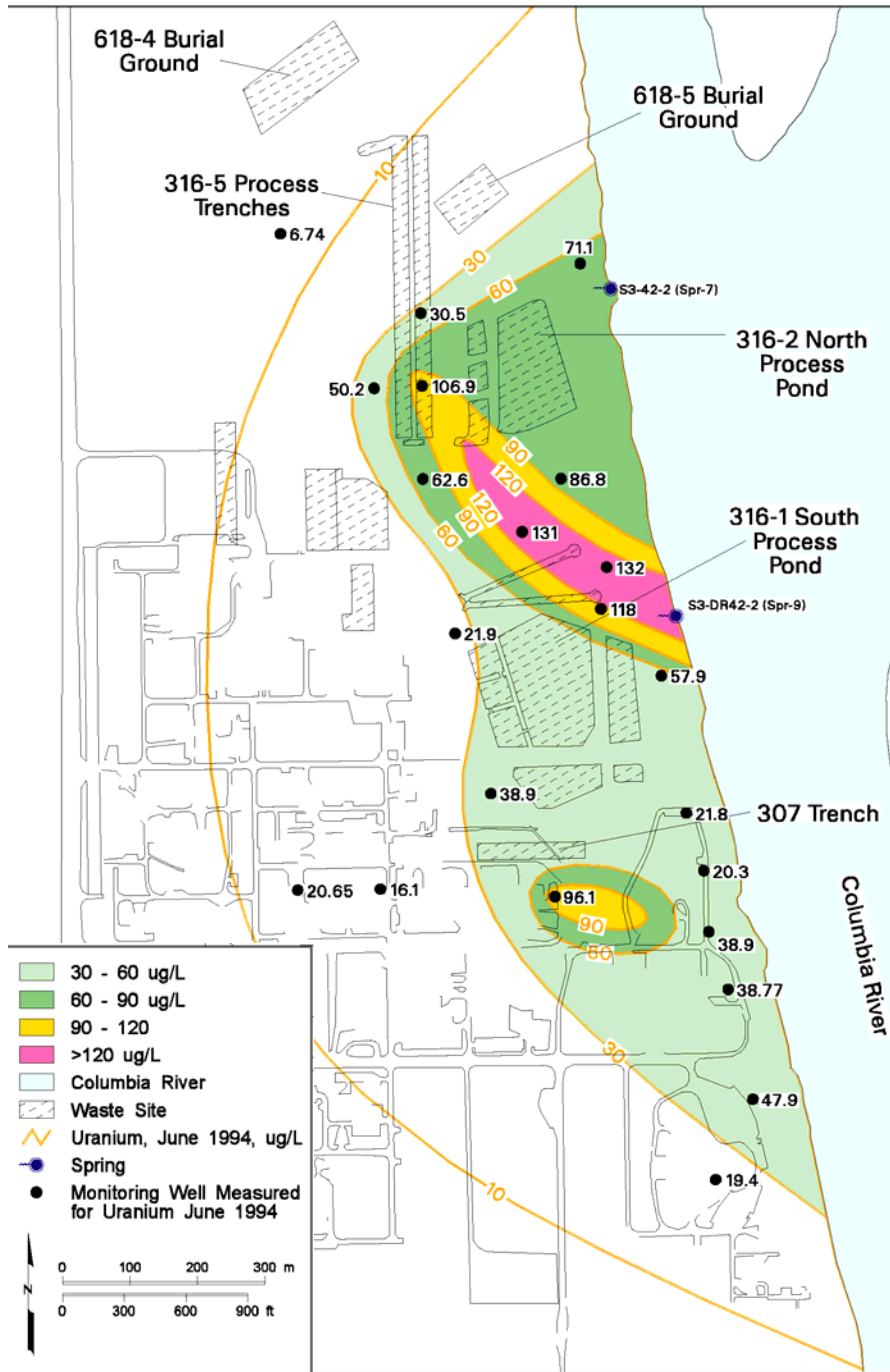 618-4 Burial
Ground
618-5 Burial
Ground
10
316-5 Process
Trenches
6.74
71.1
30
60
S3-42-2 (Spr-7)
30.5
316-2 North
Process
Pond
50.2
106.9
90
120
62.6
86.8
120
90
60
131
316-1 South
Process
Pond
132
118
S3-DR42-2 (Spr-9)
21.9
57.9
38.9
21.8
307 Trench
20.3
20.65
16.1
96.1
90
38.9
60
Columbia River
38.77
30
47.9
19.4
10
30 - 60 ug/L
60 - 90 ug/L
90 - 120
>120 ug/L
Columbia River
Waste Site
Uranium, June 1994, ug/L
Spring
Monitoring Well Measured
for Uranium June 1994
N
0 100 200 300 m
0 300 600 900 ft